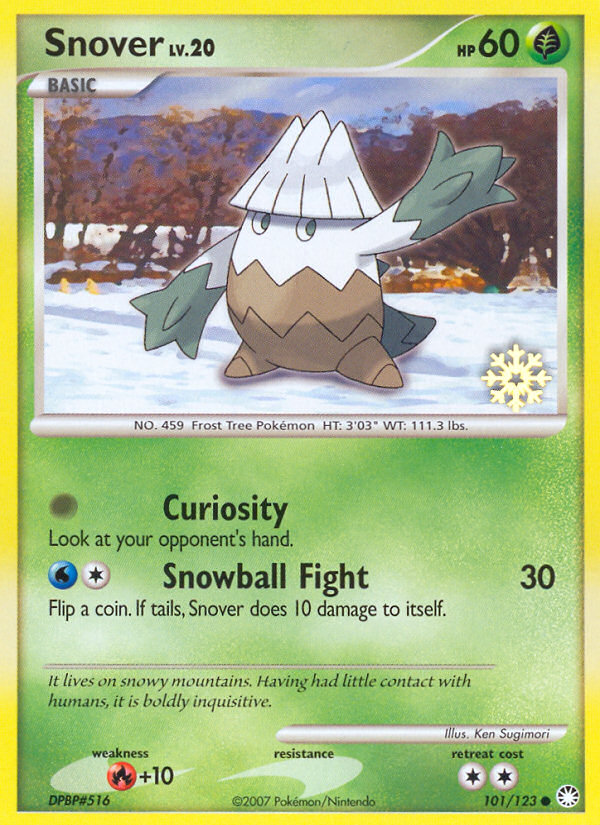 Snover LV.20 HP 60
BASIC
NO. 459 Frost Tree Pokémon HT: 3'03" WT: 111.3 lbs.
Curiosity
Look at your opponent's hand.
Snowball Fight 30
Flip a coin. If tails, Snover does 10 damage to itself.
It lives on snowy mountains. Having had little contact with
humans, it is boldly inquisitive.
Illus. Ken Sugimori
weakness resistance retreat cost
+10
DPBP#516 ©2007 Pokémon/Nintendo 101/123